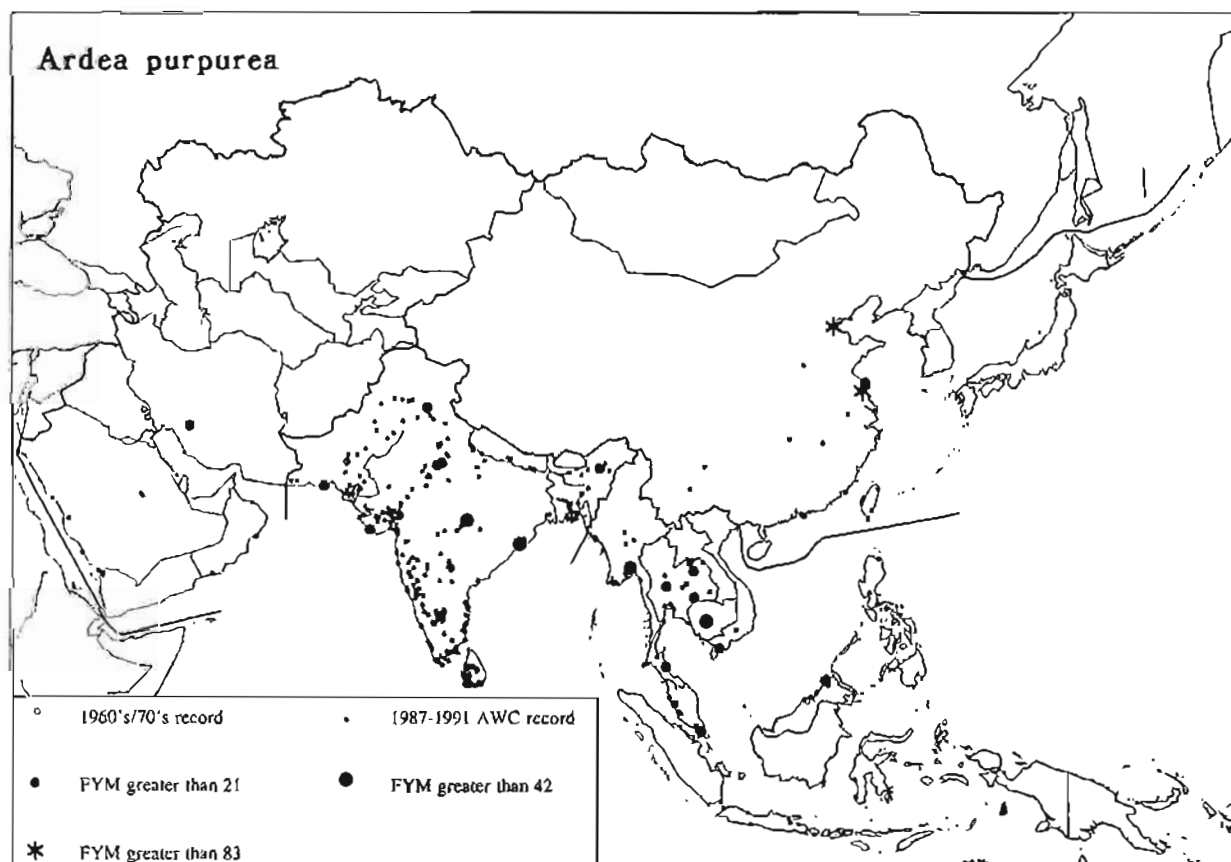 Ardea purpurea
1960's/70's record
1987-1991 AWC record
FYM greater than 21
FYM greater than 42
FYM greater than 83